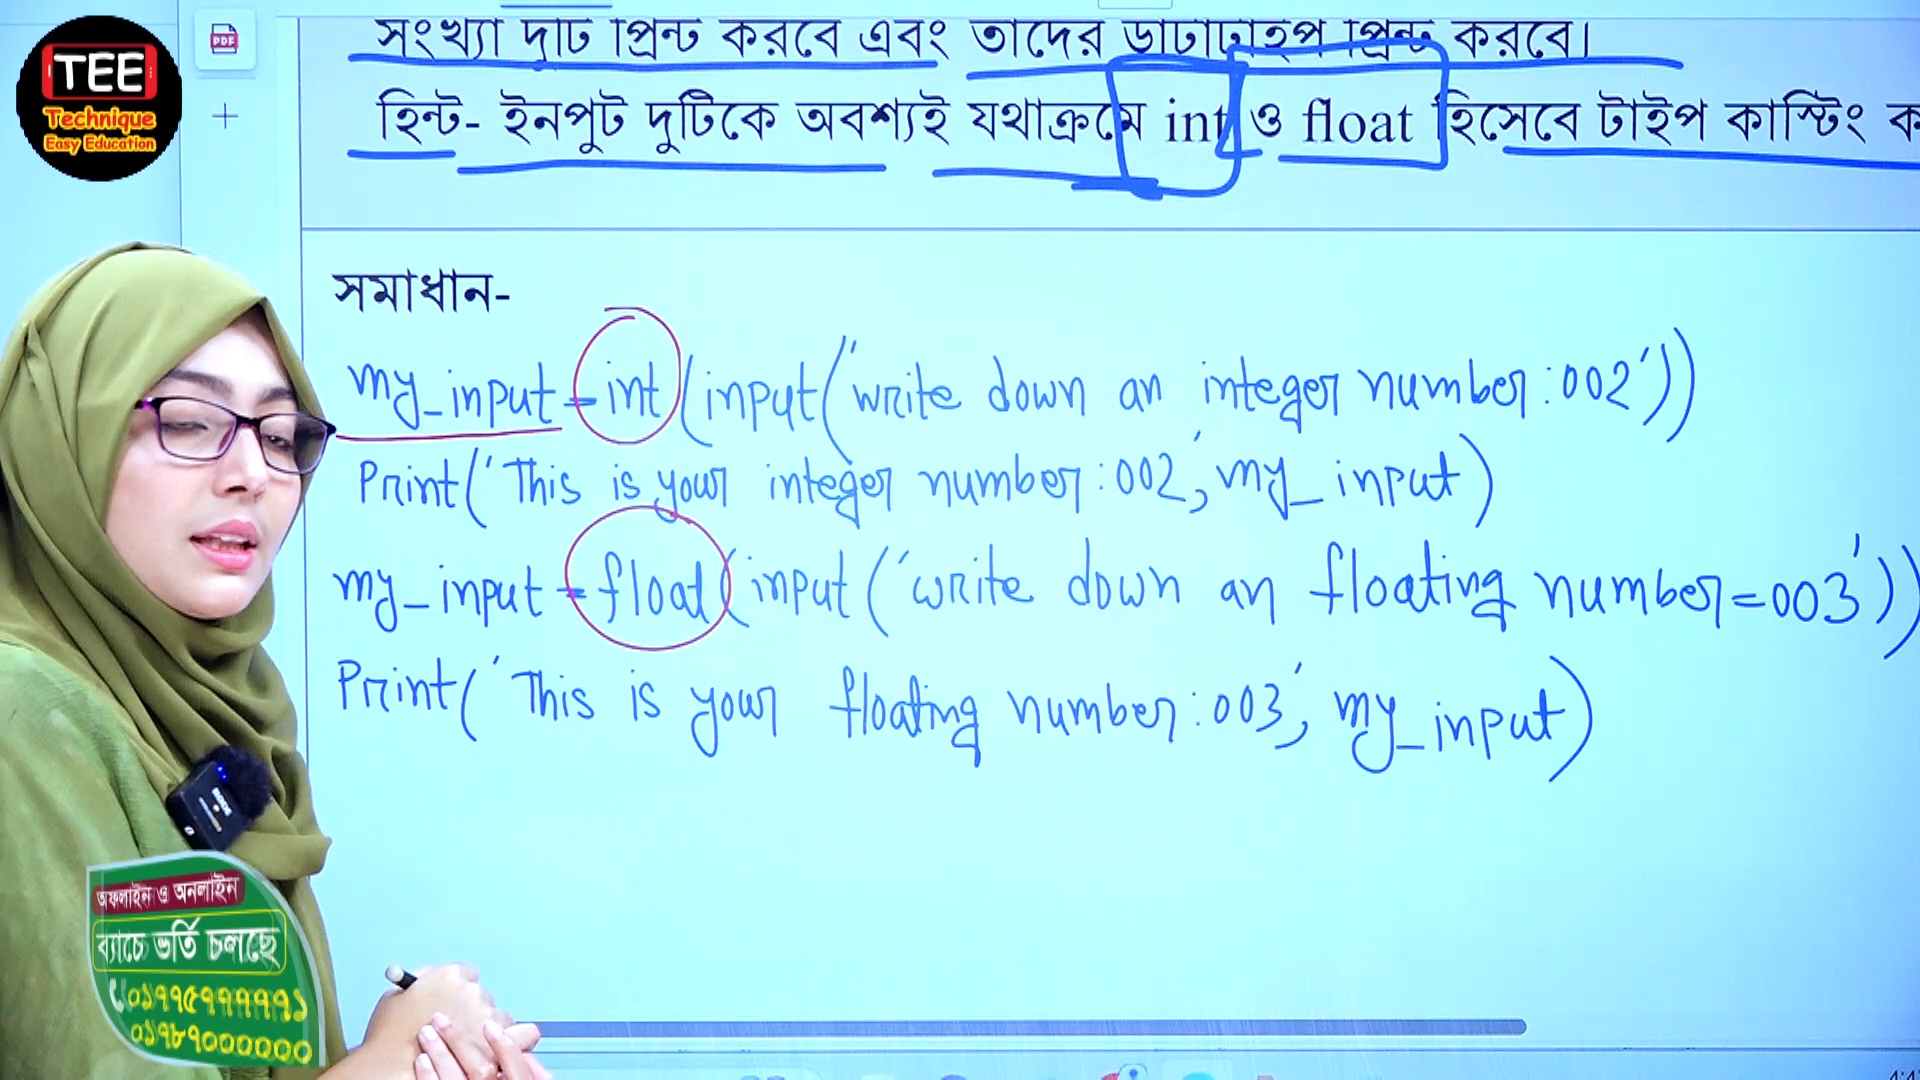 TEE
Technique
Easy Education
PDF
সংখ্যা দুটি প্রিন্ট করবে এবং তাদের ডাটাটাইপ প্রিন্ট করবে।
হিন্ট- ইনপুট দুটিকে অবশ্যই যথাক্রমে int ও float হিসেবে টাইপ কাস্টিং ক
সমাধান-
my_input = int(input('write down an integer number:002'))
Print('This is your integer number:002', my_input)
my_input = float(input('write down an floating number=003'))
Print('This is your floating number:003', my_input)
অফলাইন ও অনলাইন
ব্যাচে ভর্তি চলছে